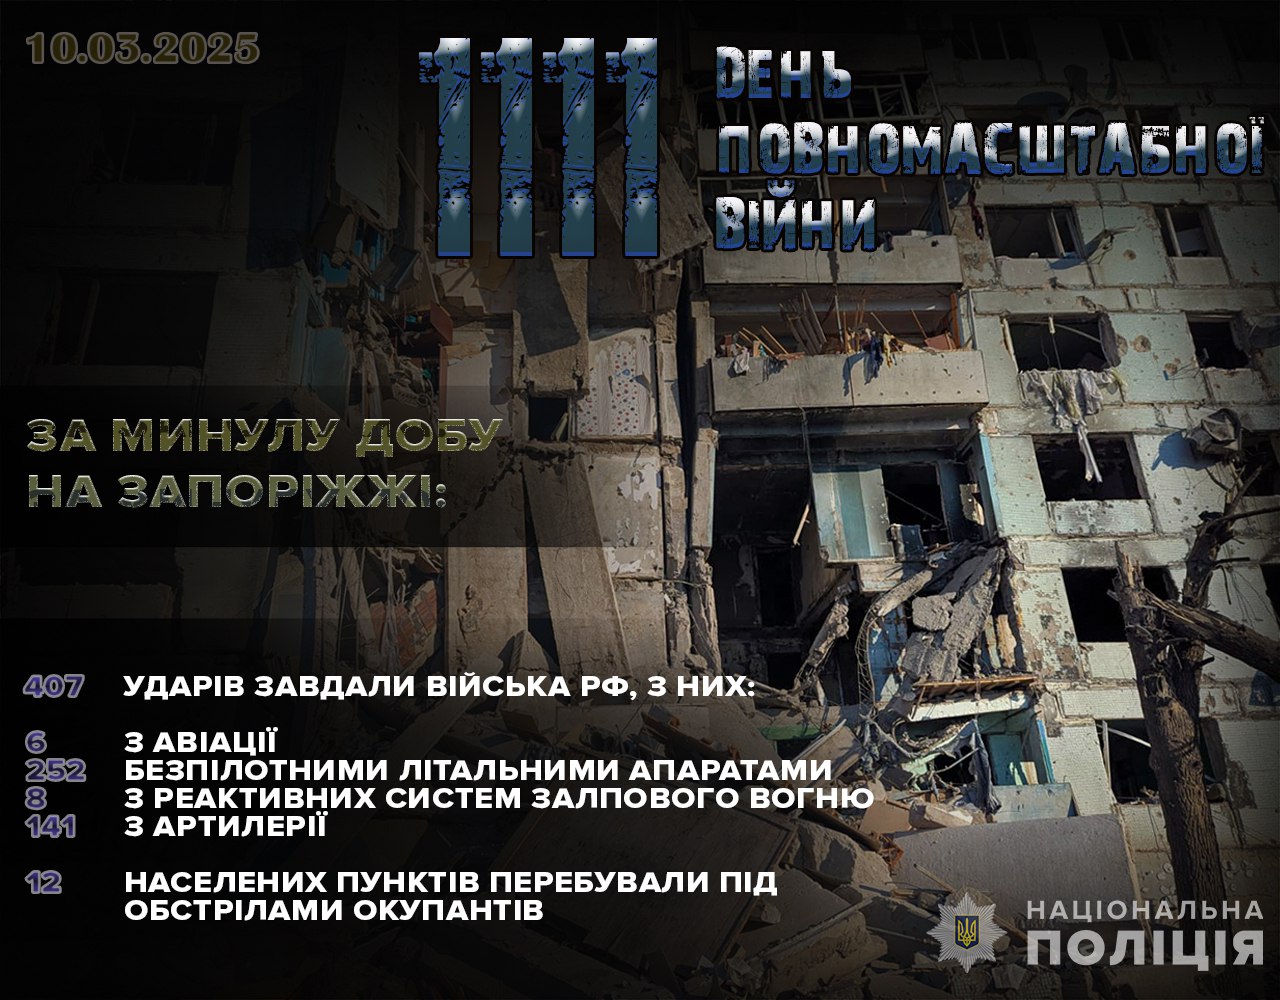 10.03.2025
1111
ДЕНЬ
ПОВНОМАСШТАБНОЇ
ВІЙНИ
ЗА МИНУЛУ ДОБУ
НА ЗАПОРІЖЖІ:
407 УДАРІВ ЗАВДАЛИ ВІЙСЬКА РФ, З НИХ:
6 З АВІАЦІЇ
252 БЕЗПІЛОТНИМИ ЛІТАЛЬНИМИ АПАРАТАМИ
8 З РЕАКТИВНИХ СИСТЕМ ЗАЛПОВОГО ВОГНЮ
141 З АРТИЛЕРІЇ
12 НАСЕЛЕНИХ ПУНКТІВ ПЕРЕБУВАЛИ ПІД
ОБСТРІЛАМИ ОКУПАНТІВ
НАЦІОНАЛЬНА
ПОЛІЦІЯ